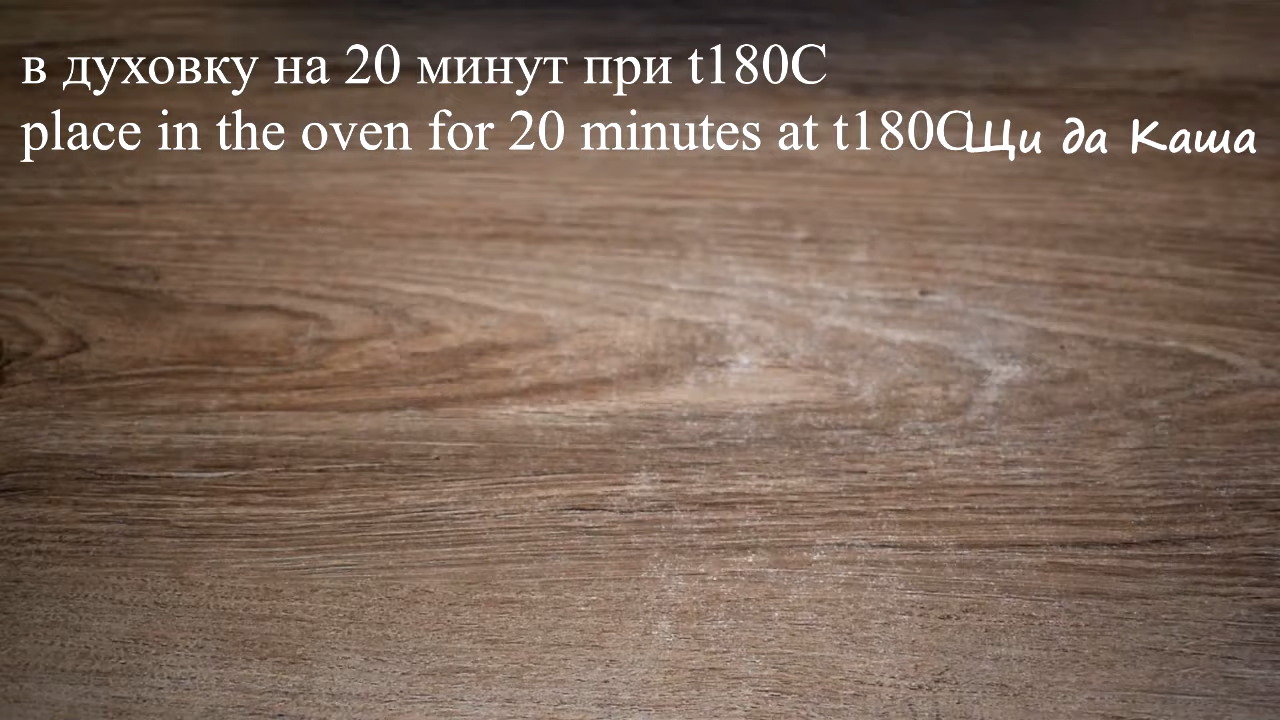 в духовку на 20 минут при t180C
place in the oven for 20 minutes at t180C
Щи да Каша